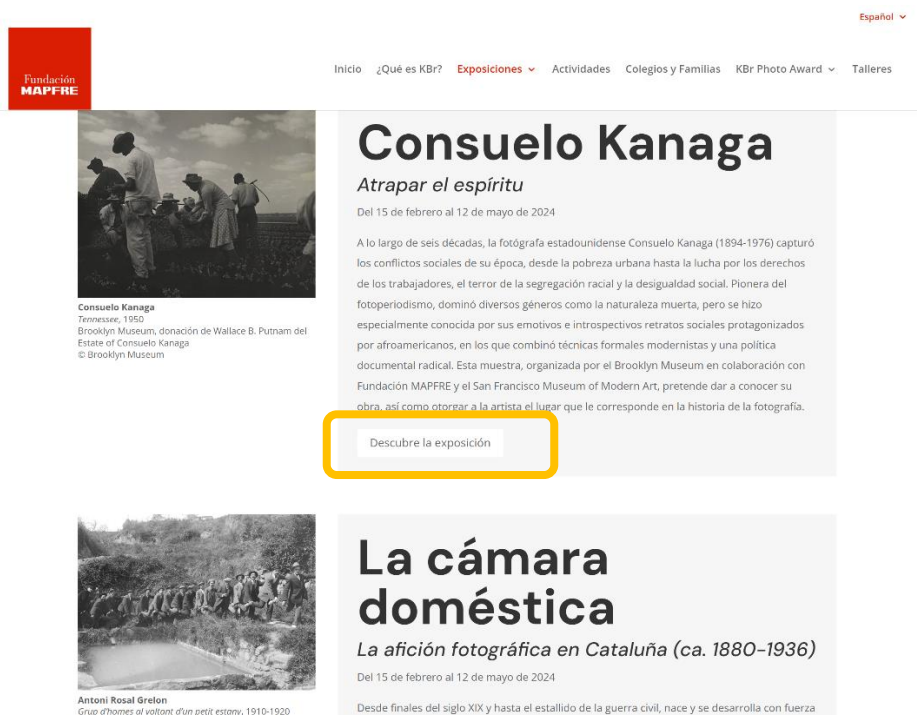 Español
Fundación
MAPFRE
Inicio ¿Qué es KBr? Exposiciones Actividades Colegios y Familias KBr Photo Award Talleres
Consuelo Kanaga
Tennessee, 1950
Brooklyn Museum, donación de Wallace B. Putnam del
Estate of Consuelo Kanaga
© Brooklyn Museum
Consuelo Kanaga
Atrapar el espíritu
Del 15 de febrero al 12 de mayo de 2024
A lo largo de seis décadas, la fotógrafa estadounidense Consuelo Kanaga (1894-1976) capturó
los conflictos sociales de su época, desde la pobreza urbana hasta la lucha por los derechos
de los trabajadores, el terror de la segregación racial y la desigualdad social. Pionera del
fotoperiodismo, dominó diversos géneros como la naturaleza muerta, pero se hizo
especialmente conocida por sus emotivos e introspectivos retratos sociales protagonizados
por afroamericanos, en los que combinó técnicas formales modernistas y una política
documental radical. Esta muestra, organizada por el Brooklyn Museum en colaboración con
Fundación MAPFRE y el San Francisco Museum of Modern Art, pretende dar a conocer su
obra, así como otorgar a la artista el lugar que le corresponde en la historia de la fotografía.
Descubre la exposición
Antoni Rosal Grelon
Grup d'homes al voltant d'un petit estany, 1910-1920
La cámara
doméstica
La afición fotográfica en Cataluña (ca. 1880-1936)
Del 15 de febrero al 12 de mayo de 2024
Desde finales del siglo XIX y hasta el estallido de la guerra civil, nace y se desarrolla con fuerza